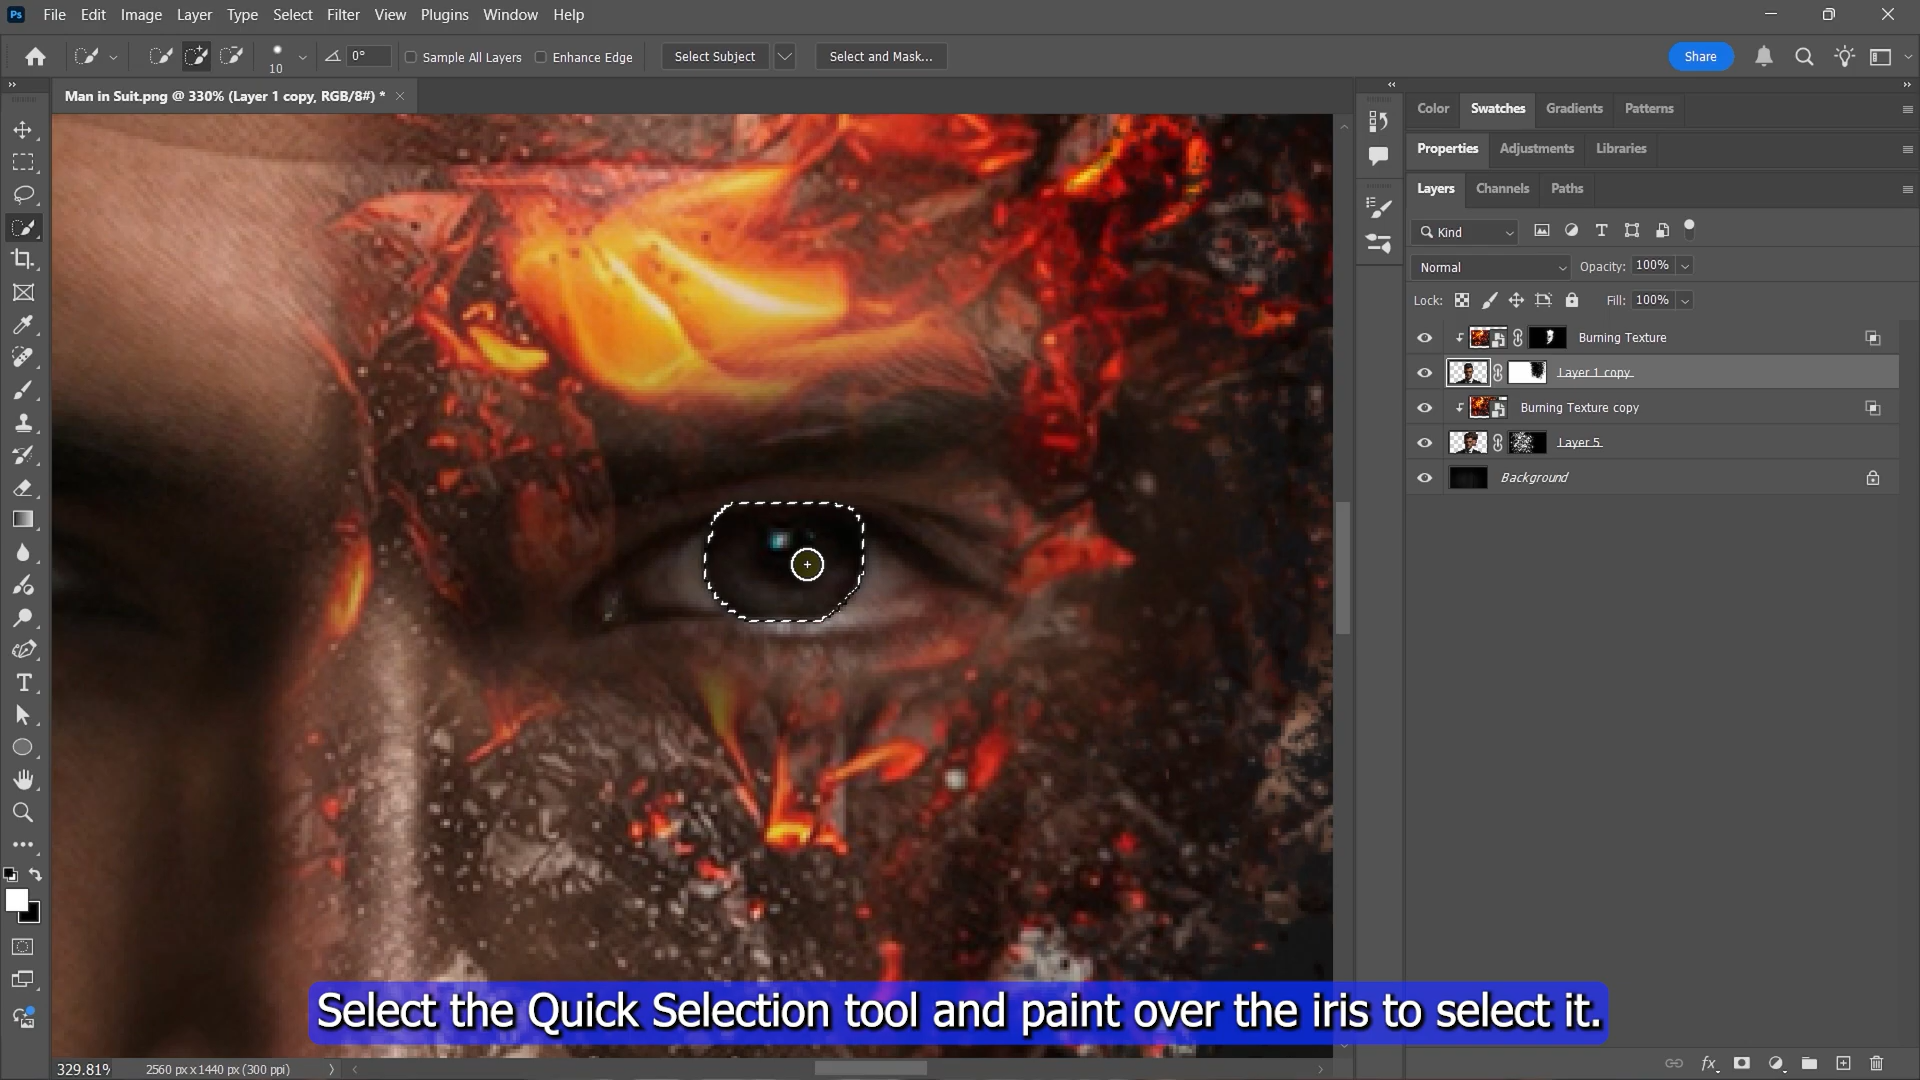 Ps File Edit Image Layer Type Select Filter View Plugins Window Help
10 0° Sample All Layers Enhance Edge Select Subject Select and Mask... Share
Man in Suit.png @ 330% (Layer 1 copy, RGB/8#) *
Color Swatches Gradients Patterns
Properties Adjustments Libraries
Layers Channels Paths
Kind
Normal Opacity: 100%
Lock: Fill: 100%
Burning Texture
Layer 1 copy
Burning Texture copy
Layer 5
Background
Select the Quick Selection tool and paint over the iris to select it.
329.81% 2560 px x 1440 px (300 ppi)
fx